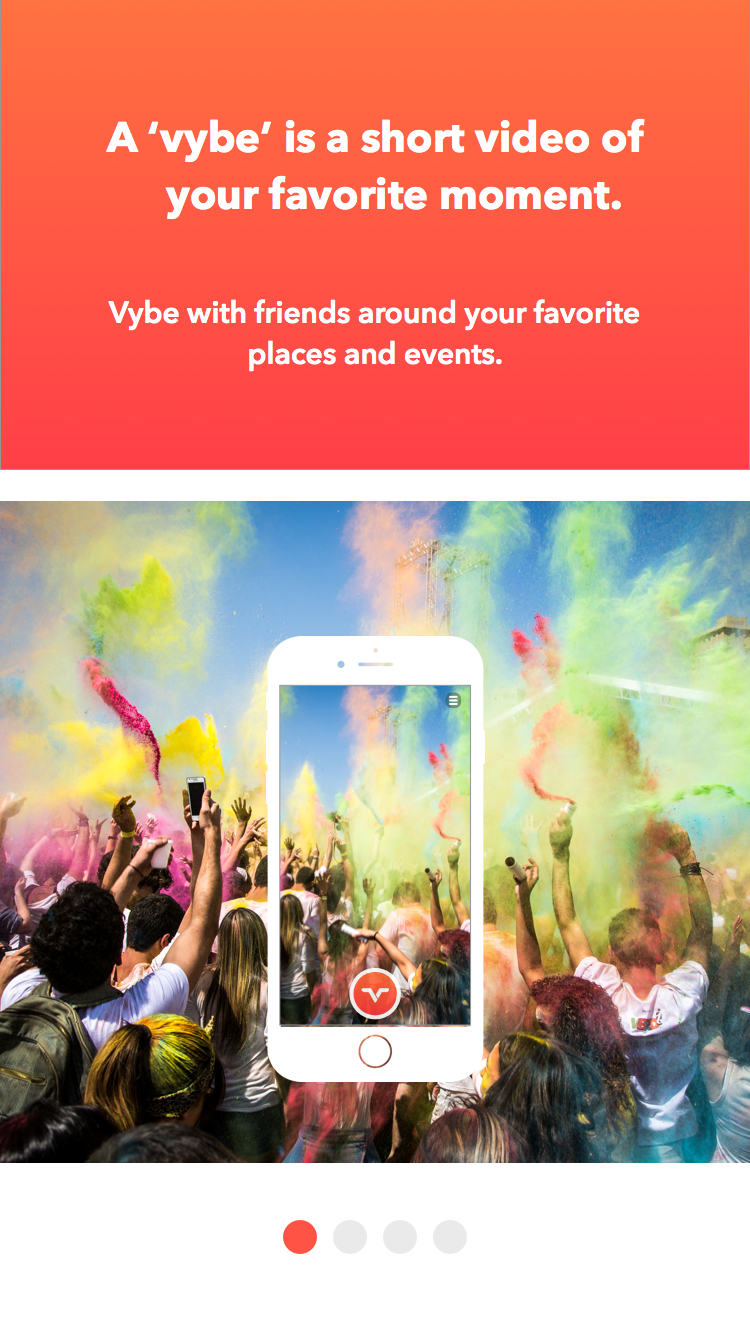 A ‘vybe’ is a short video of
your favorite moment.
Vybe with friends around your favorite
places and events.